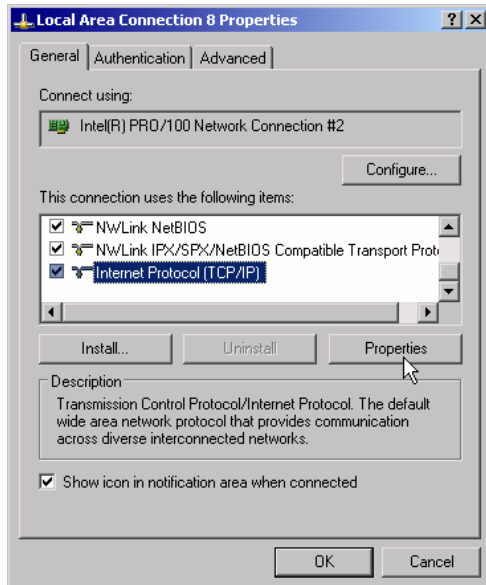 Local Area Connection 8 Properties
General Authentication Advanced
Connect using:
Intel(R) PRO/100 Network Connection #2
Configure...
This connection uses the following items:
NWLink NetBIOS
NWLink IPX/SPX/NetBIOS Compatible Transport Proto
Internet Protocol (TCP/IP)
Install... Uninstall Properties
Description
Transmission Control Protocol/Internet Protocol. The default
wide area network protocol that provides communication
across diverse interconnected networks.
Show icon in notification area when connected
OK Cancel